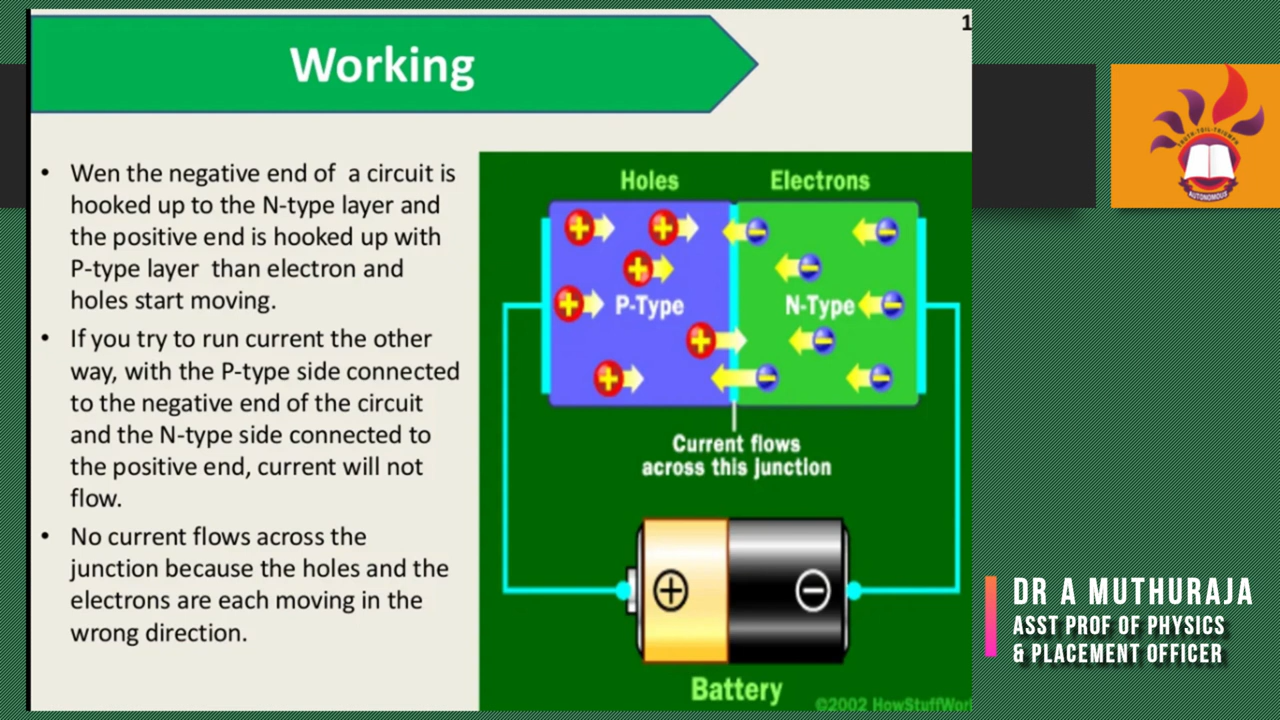 1
Working
• Wen the negative end of a circuit is
hooked up to the N-type layer and
the positive end is hooked up with
P-type layer than electron and
holes start moving.
• If you try to run current the other
way, with the P-type side connected
to the negative end of the circuit
and the N-type side connected to
the positive end, current will not
flow.
• No current flows across the
junction because the holes and the
electrons are each moving in the
wrong direction.
Holes Electrons
P-Type N-Type
Current flows
across this junction
Battery
©2002 HowStuffWor
AUTONOMOUS
DR A MUTHURAJA
ASST PROF OF PHYSICS
& PLACEMENT OFFICER